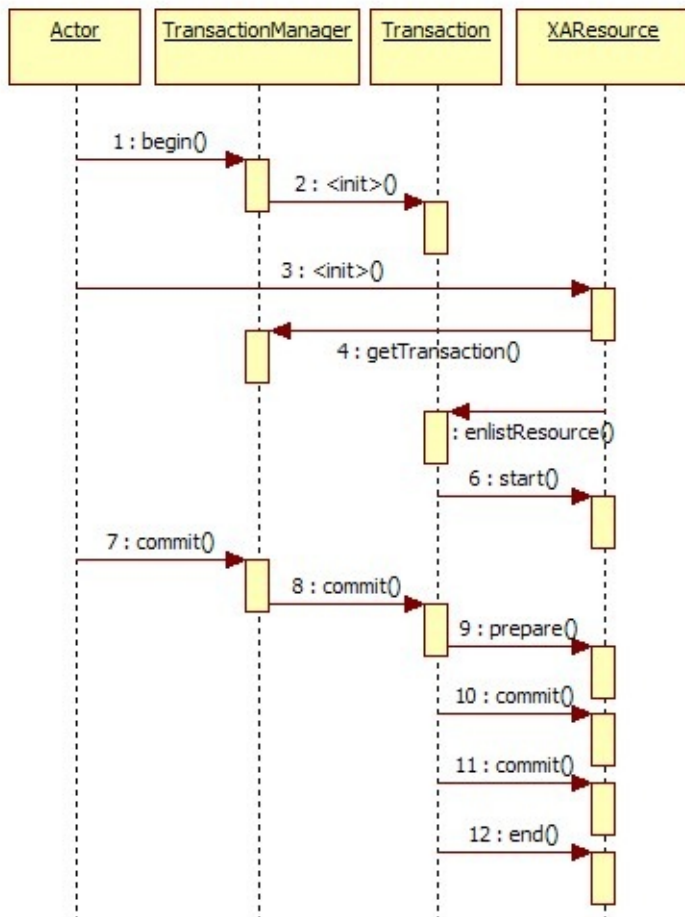 Actor
TransactionManager
Transaction
XAResource
1 : begin()
2 : <init>()
3 : <init>()
4 : getTransaction()
: enlistResource()
6 : start()
7 : commit()
8 : commit()
9 : prepare()
10 : commit()
11 : commit()
12 : end()